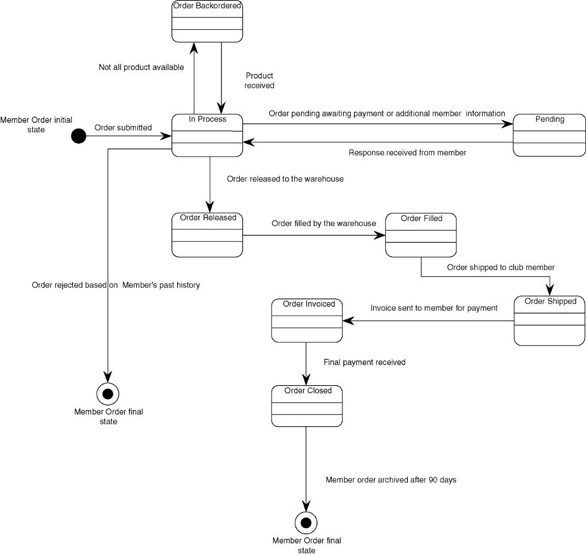 Order Backordered
Not all product available
Product
received
Member Order initial
state
Order submitted
In Process
Order pending awaiting payment or additional member information
Pending
Response received from member
Order released to the warehouse
Order Released
Order filled by the warehouse
Order Filled
Order shipped to club member
Order rejected based on Member's past history
Order Invoiced
Invoice sent to member for payment
Order Shipped
Final payment received
Order Closed
Member Order final
state
Member order archived after 90 days
Member Order final
state